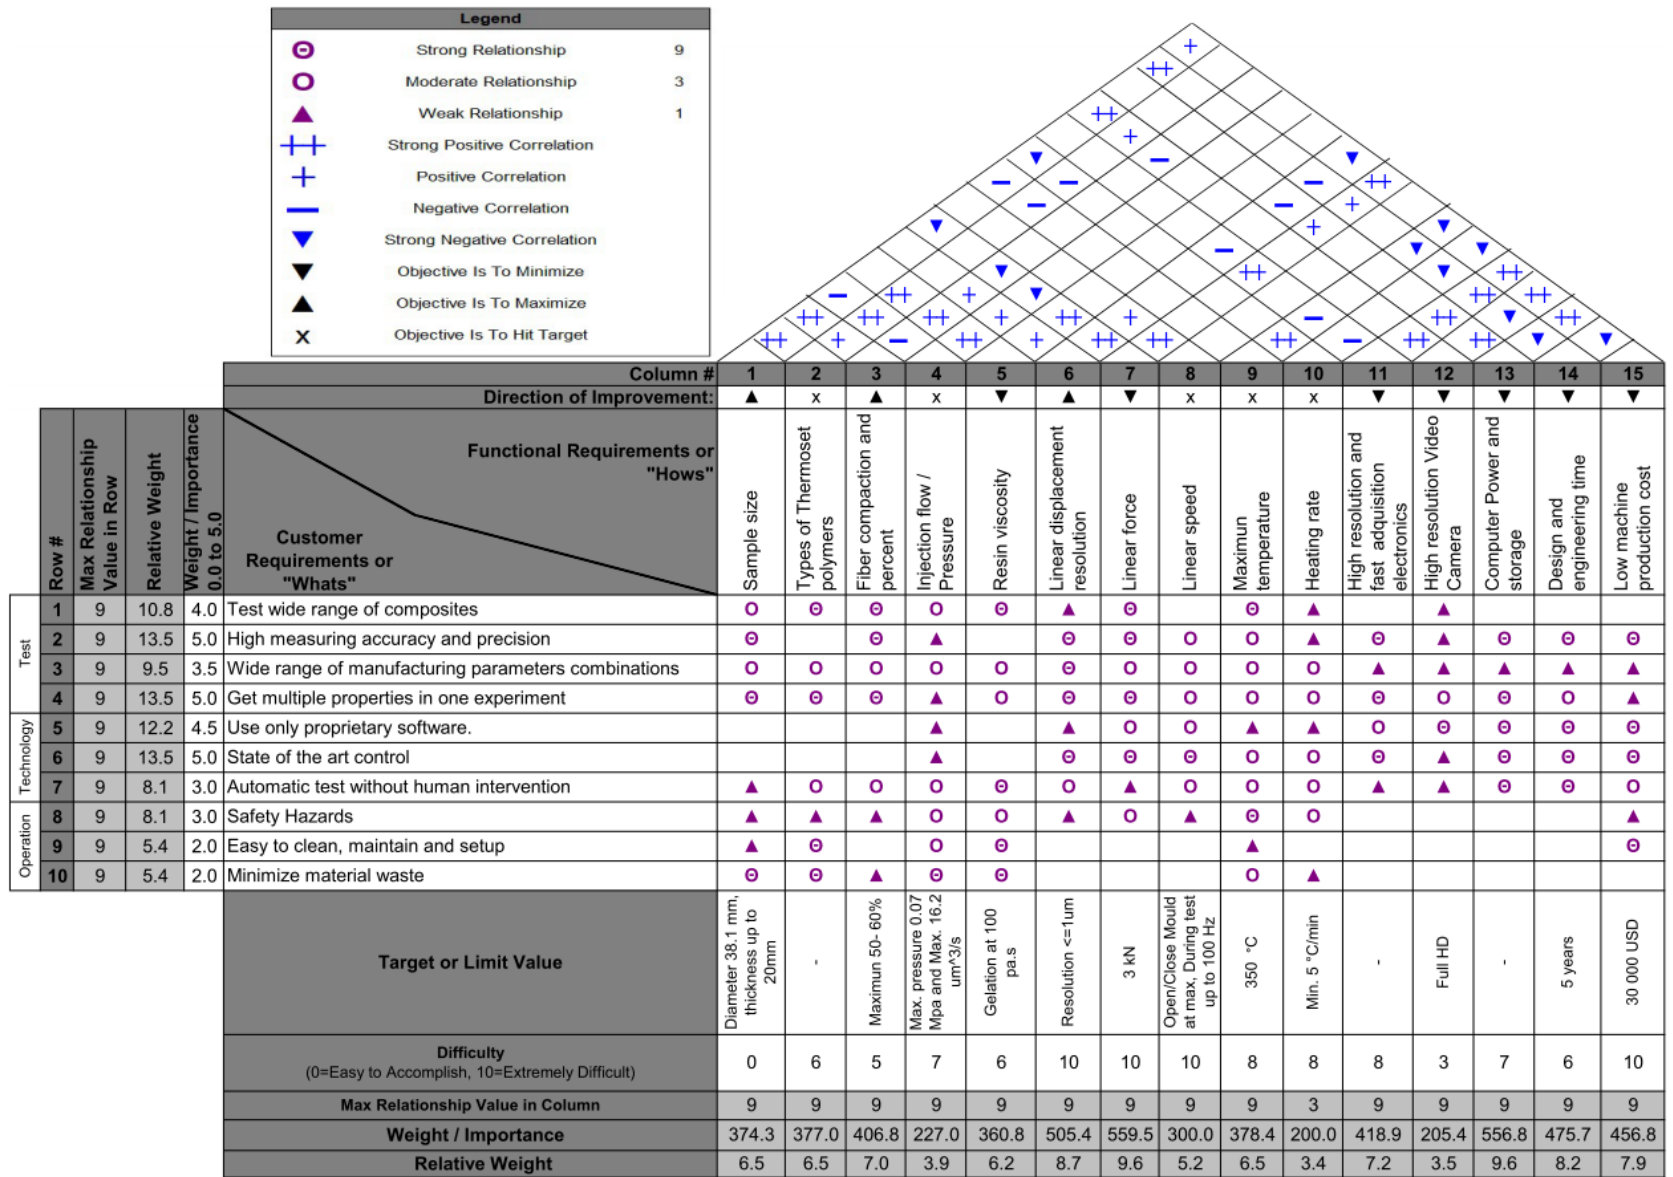 Legend
Strong Relationship 9
Moderate Relationship 3
Weak Relationship 1
Strong Positive Correlation
Positive Correlation
Negative Correlation
Strong Negative Correlation
Objective Is To Minimize
Objective Is To Maximize
x Objective Is To Hit Target
Column # 1 2 3 4 5 6 7 8 9 10 11 12 13 14 15
Direction of Improvement: x x x x x
Row #
Max Relationship
Value in Row
Relative Weight
Weight / Importance
0.0 to 5.0
Functional Requirements or
"Hows"
Customer
Requirements or
"Whats"
Sample size
Types of Thermoset
polymers
Fiber compaction and
percent
Injection flow /
Pressure
Resin viscosity
Linear displacement
resolution
Linear force
Linear speed
Maximun
temperature
Heating rate
High resolution and
fast adquisition
electronics
High resolution Video
Camera
Computer Power and
storage
Design and
engineering time
Low machine
production cost
Test
1 9 10.8 4.0 Test wide range of composites
2 9 13.5 5.0 High measuring accuracy and precision
3 9 9.5 3.5 Wide range of manufacturing parameters combinations
4 9 13.5 5.0 Get multiple properties in one experiment
Technology
5 9 12.2 4.5 Use only proprietary software.
6 9 13.5 5.0 State of the art control
7 9 8.1 3.0 Automatic test without human intervention
Operation
8 9 8.1 3.0 Safety Hazards
9 9 5.4 2.0 Easy to clean, maintain and setup
10 9 5.4 2.0 Minimize material waste
Target or Limit Value
Diameter 38.1 mm,
thickness up to
20mm
-
Maximun 50- 60%
Max. pressure 0.07
Mpa and Max. 16.2
um^3/s
Gelation at 100
pa.s
Resolution <=1um
3 kN
Open/Close Mould
at max, During test
up to 100 Hz
350 °C
Min. 5 °C/min
-
Full HD
-
5 years
30 000 USD
Difficulty
(0=Easy to Accomplish, 10=Extremely Difficult)
0 6 5 7 6 10 10 10 8 8 8 3 7 6 10
Max Relationship Value in Column 9 9 9 9 9 9 9 9 9 3 9 9 9 9 9
Weight / Importance 374.3 377.0 406.8 227.0 360.8 505.4 559.5 300.0 378.4 200.0 418.9 205.4 556.8 475.7 456.8
Relative Weight 6.5 6.5 7.0 3.9 6.2 8.7 9.6 5.2 6.5 3.4 7.2 3.5 9.6 8.2 7.9